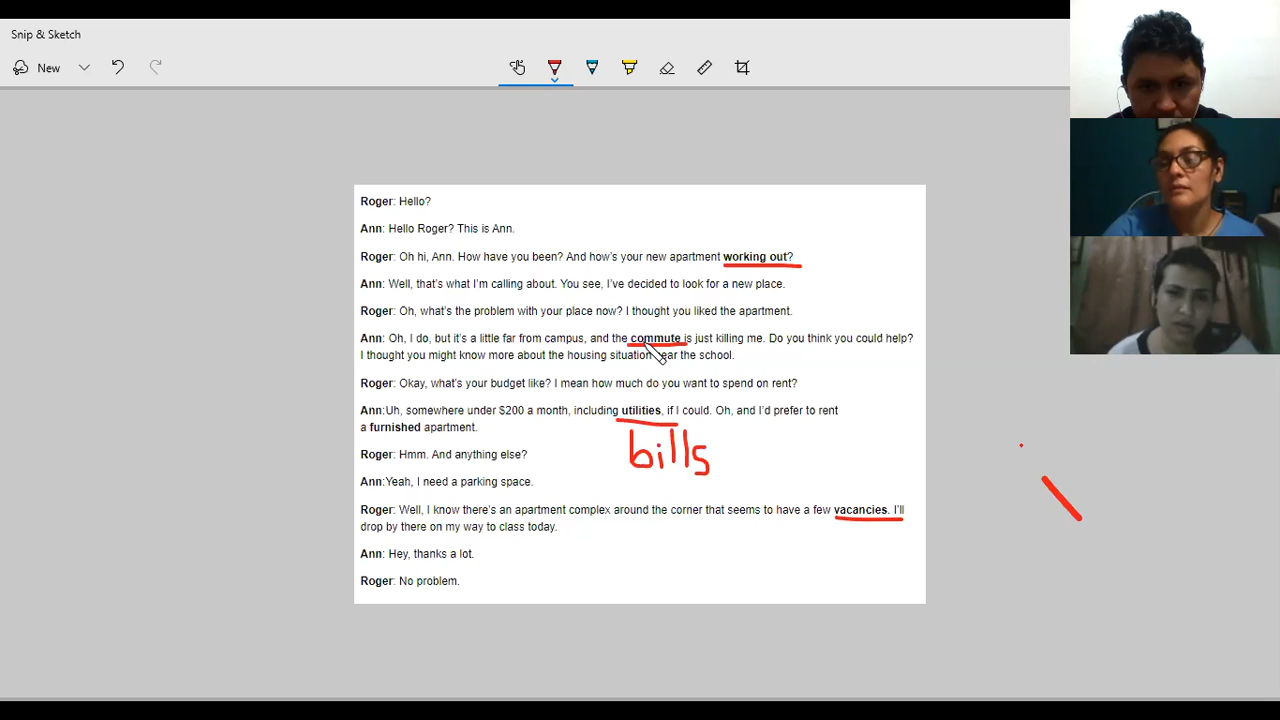 Snip & Sketch
New
Roger: Hello?
Ann: Hello Roger? This is Ann.
Roger: Oh hi, Ann. How have you been? And how's your new apartment working out?
Ann: Well, that's what I'm calling about. You see, I've decided to look for a new place.
Roger: Oh, what's the problem with your place now? I thought you liked the apartment.
Ann: Oh, I do, but it's a little far from campus, and the commute is just killing me. Do you think you could help?
I thought you might know more about the housing situation near the school.
Roger: Okay, what's your budget like? I mean how much do you want to spend on rent?
Ann:Uh, somewhere under $200 a month, including utilities, if I could. Oh, and I'd prefer to rent
a furnished apartment.
bills
Roger: Hmm. And anything else?
Ann:Yeah, I need a parking space.
Roger: Well, I know there's an apartment complex around the corner that seems to have a few vacancies. I'll
drop by there on my way to class today.
Ann: Hey, thanks a lot.
Roger: No problem.